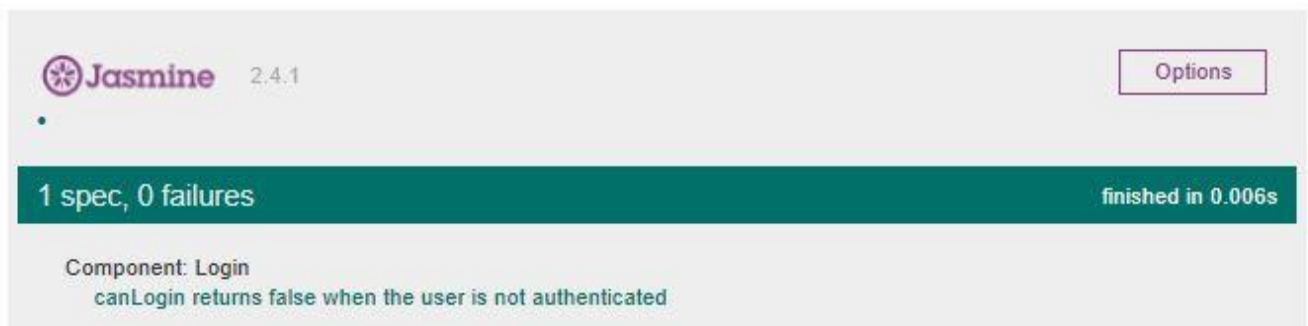 Jasmine 2.4.1 Options
1 spec, 0 failures finished in 0.006s
Component: Login
canLogin returns false when the user is not authenticated